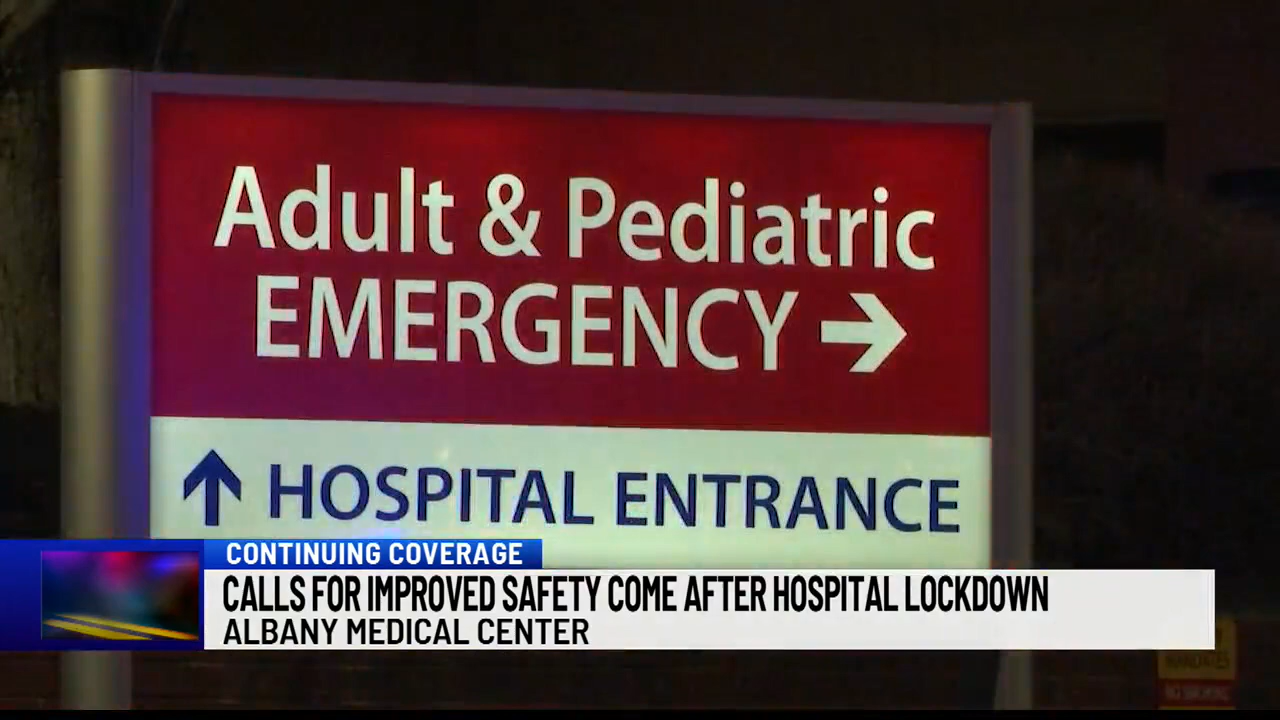 Adult & Pediatric
EMERGENCY →
↑ HOSPITAL ENTRANCE
CONTINUING COVERAGE
CALLS FOR IMPROVED SAFETY COME AFTER HOSPITAL LOCKDOWN
ALBANY MEDICAL CENTER